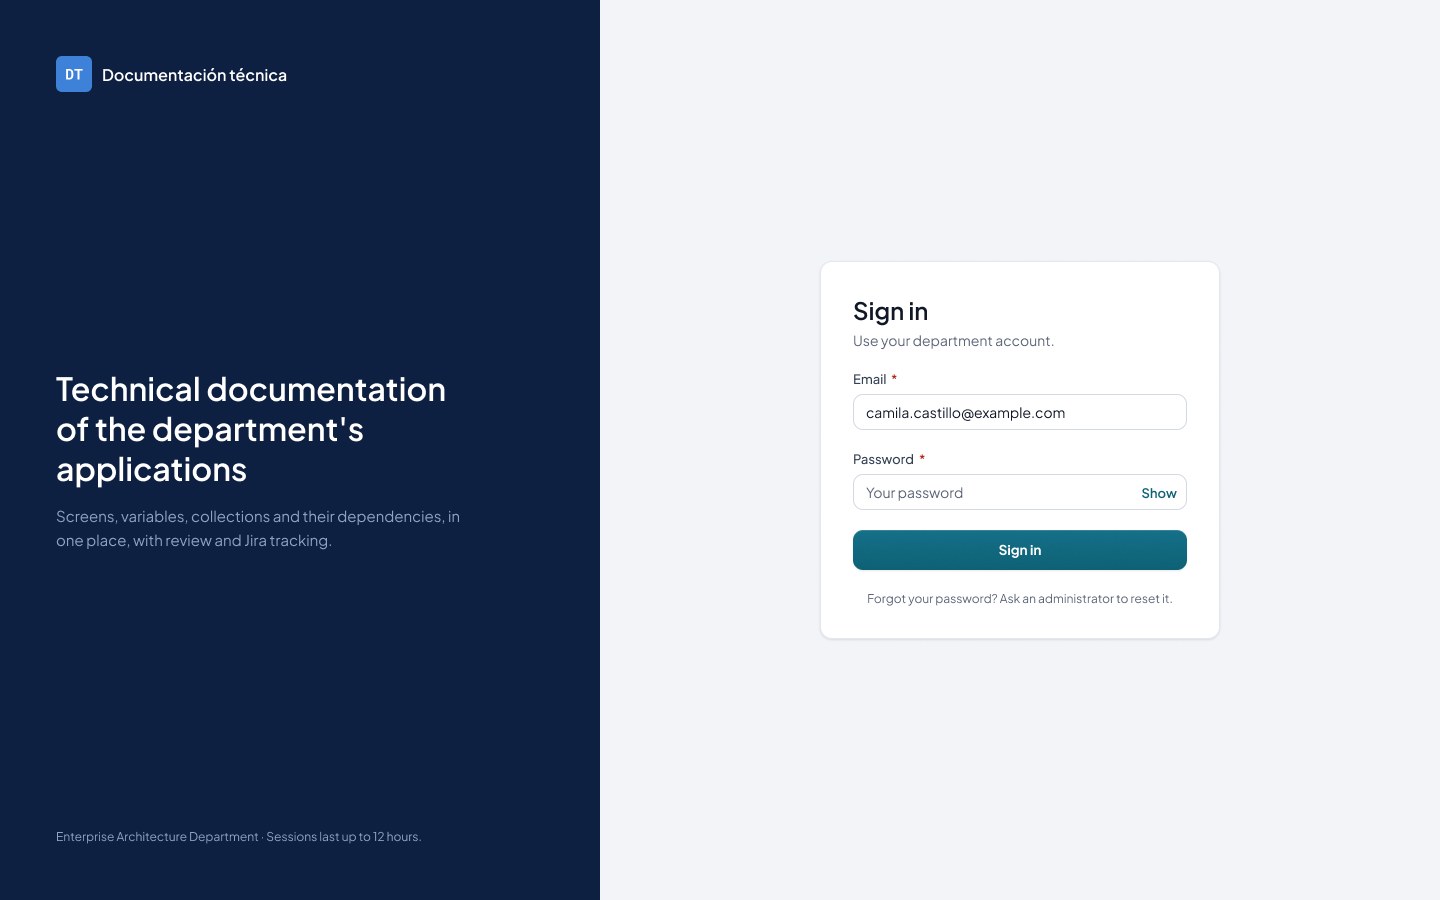 DT
Documentación técnica
Technical documentation
of the department's
applications
Screens, variables, collections and their dependencies, in
one place, with review and Jira tracking.
Enterprise Architecture Department · Sessions last up to 12 hours.
Sign in
Use your department account.
Email *
camila.castillo@example.com
Password *
Your password
Show
Sign in
Forgot your password? Ask an administrator to reset it.